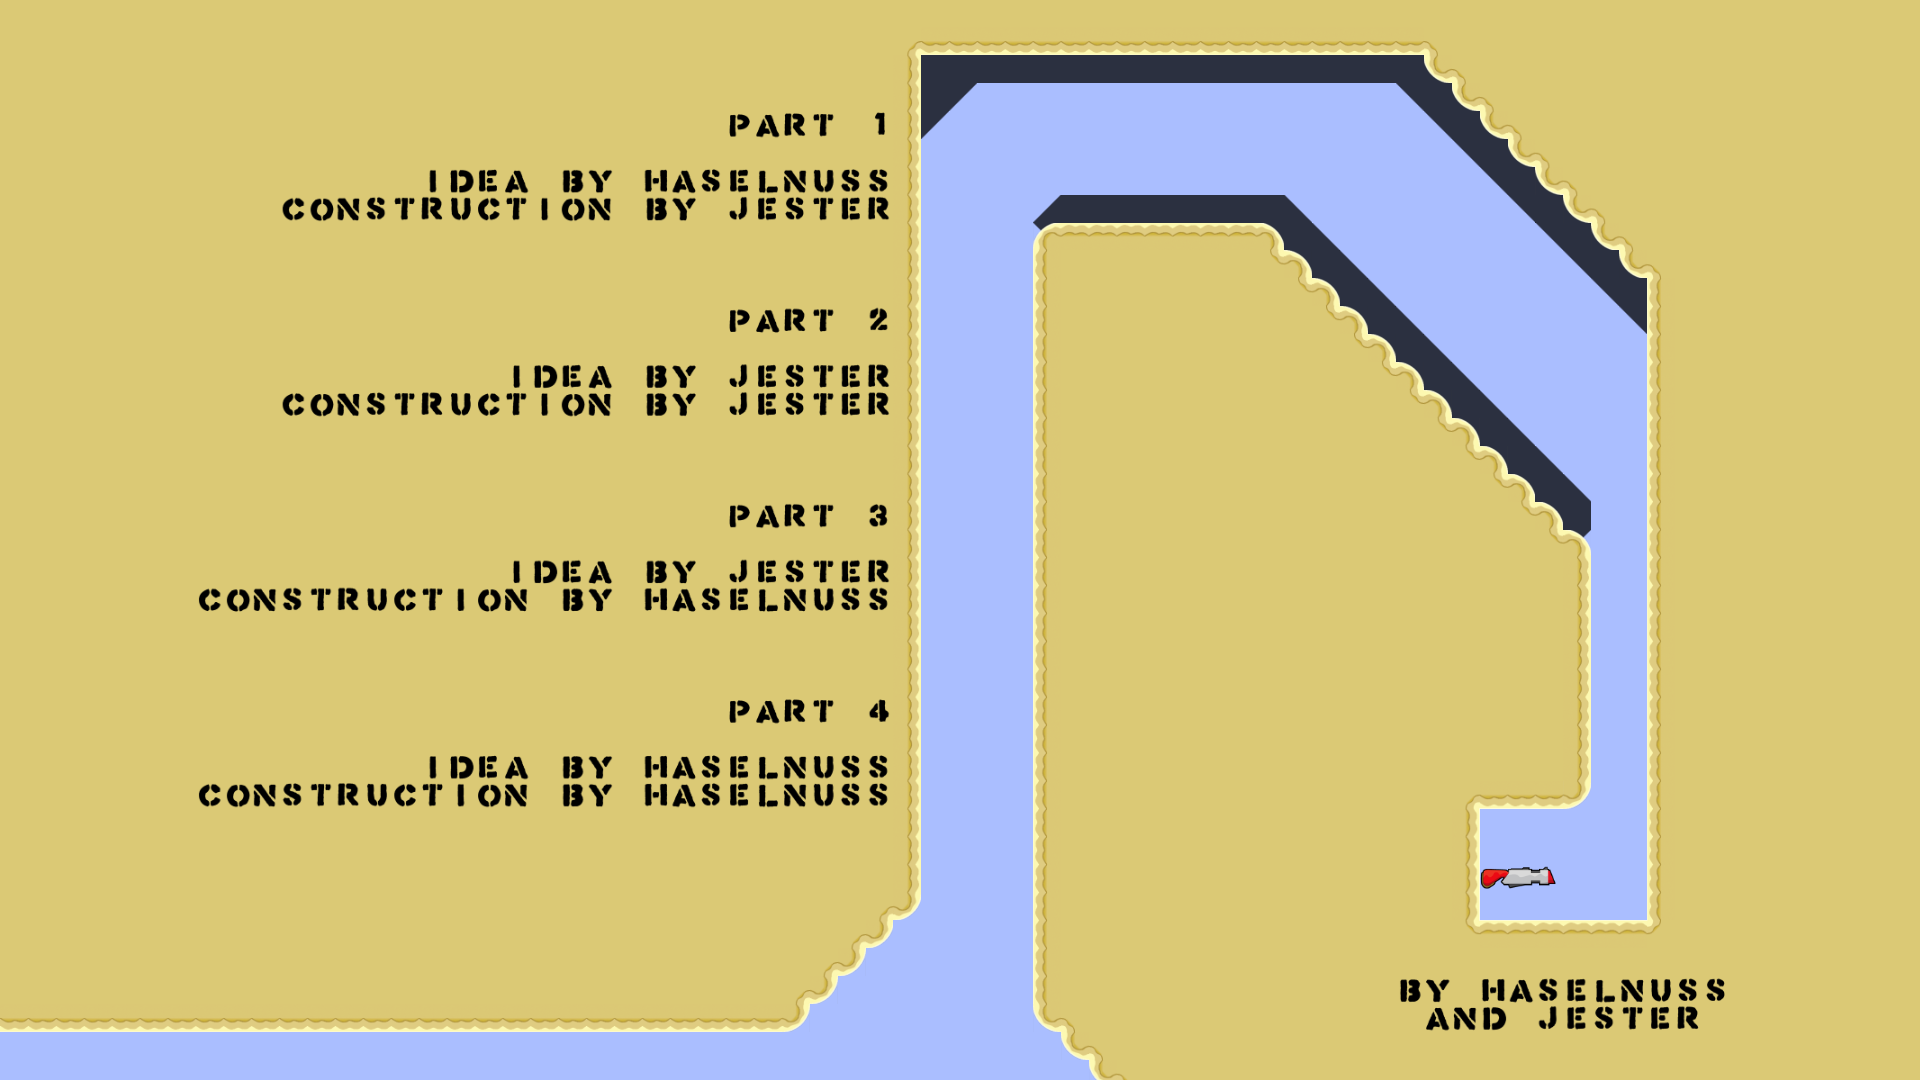 PART 1
IDEA BY HASELNUSS
CONSTRUCTION BY JESTER
PART 2
IDEA BY JESTER
CONSTRUCTION BY JESTER
PART 3
IDEA BY JESTER
CONSTRUCTION BY HASELNUSS
PART 4
IDEA BY HASELNUSS
CONSTRUCTION BY HASELNUSS
BY HASELNUSS
AND JESTER